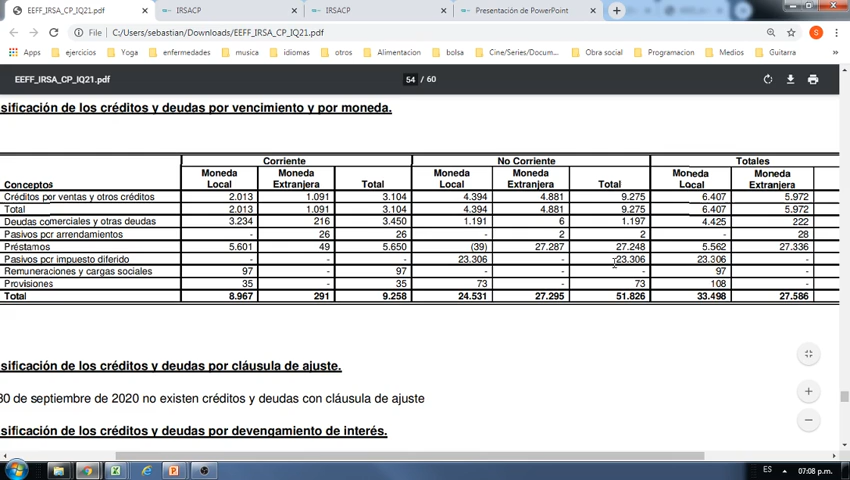 EEFF_IRSA_CP_IQ21.pdf
IRSACP
IRSACP
Presentación de PowerPoint
File C:/Users/sebastian/Downloads/EEFF_IRSA_CP_IQ21.pdf
S
Apps ejercicios Yoga enfermedades musica idiomas otros Alimentacion bolsa Cine/Series/Docum... Obra social Programacion Medios Guitarra
EEFF_IRSA_CP_IQ21.pdf 54 / 60
sificación de los créditos y deudas por vencimiento y por moneda.
Corriente No Corriente Totales
Conceptos Moneda Local Moneda Extranjera Total Moneda Local Moneda Extranjera Total Moneda Local Moneda Extranjera
Créditos por ventas y otros créditos 2.013 1.091 3.104 4.394 4.881 9.275 6.407 5.972
Total 2.013 1.091 3.104 4.394 4.881 9.275 6.407 5.972
Deudas comerciales y otras deudas 3.234 216 3.450 1.191 6 1.197 4.425 222
Pasivos por arrendamientos - 26 26 - 2 2 - 28
Préstamos 5.601 49 5.650 (39) 27.287 27.248 5.562 27.336
Pasivos por impuesto diferido - - - 23.306 - 23.306 23.306 -
Remuneraciones y cargas sociales 97 - 97 - - - 97 -
Provisiones 35 - 35 73 - 73 108 -
Total 8.967 291 9.258 24.531 27.295 51.826 33.498 27.586
sificación de los créditos y deudas por cláusula de ajuste.
30 de septiembre de 2020 no existen créditos y deudas con cláusula de ajuste
sificación de los créditos y deudas por devengamiento de interés.
ES 07:08 p.m.